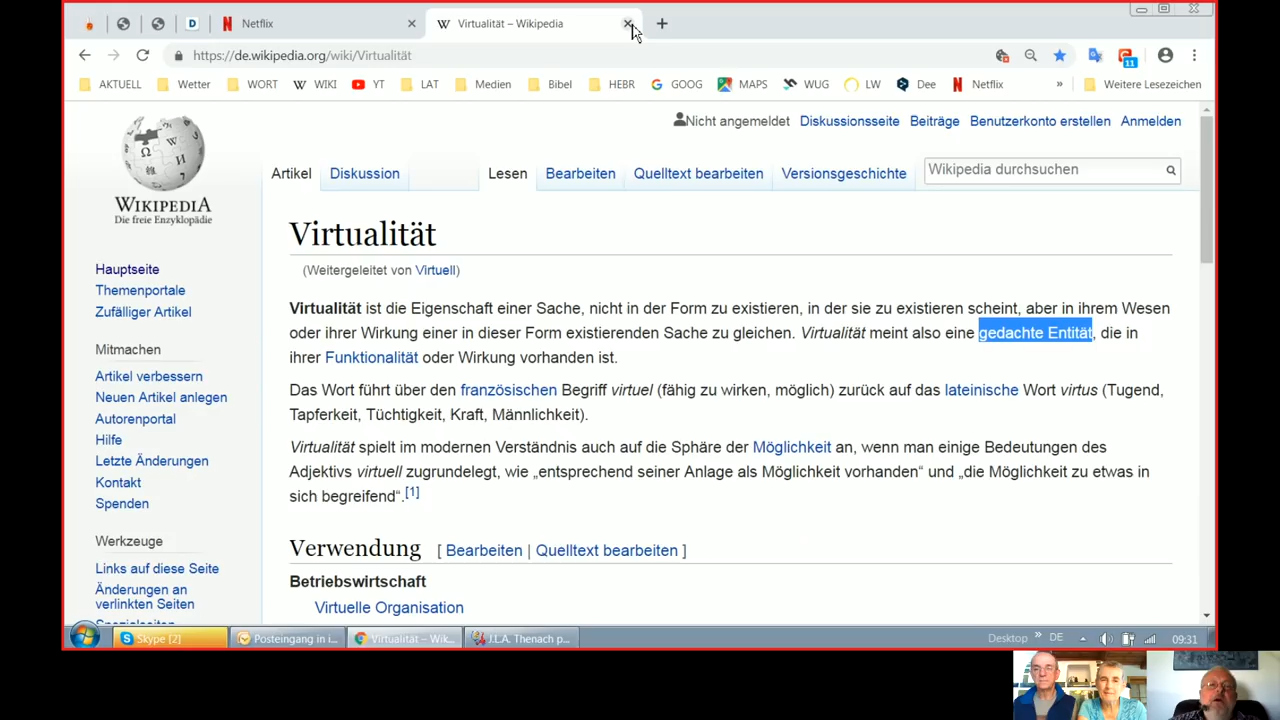 D Netflix Virtualität – Wikipedia
https://de.wikipedia.org/wiki/Virtualität 11
AKTUELL Wetter WORT W WIKI YT LAT Medien Bibel HEBR G GOOG MAPS WUG LW Dee Netflix » Weitere Lesezeichen
Nicht angemeldet Diskussionsseite Beiträge Benutzerkonto erstellen Anmelden
Artikel Diskussion Lesen Bearbeiten Quelltext bearbeiten Versionsgeschichte Wikipedia durchsuchen
WIKIPEDIA
Die freie Enzyklopädie
Hauptseite
Themenportale
Zufälliger Artikel
Mitmachen
Artikel verbessern
Neuen Artikel anlegen
Autorenportal
Hilfe
Letzte Änderungen
Kontakt
Spenden
Werkzeuge
Links auf diese Seite
Änderungen an
verlinkten Seiten
Spezialseiten
Virtualität
(Weitergeleitet von Virtuell)
Virtualität ist die Eigenschaft einer Sache, nicht in der Form zu existieren, in der sie zu existieren scheint, aber in ihrem Wesen
oder ihrer Wirkung einer in dieser Form existierenden Sache zu gleichen. Virtualität meint also eine gedachte Entität, die in
ihrer Funktionalität oder Wirkung vorhanden ist.
Das Wort führt über den französischen Begriff virtuel (fähig zu wirken, möglich) zurück auf das lateinische Wort virtus (Tugend,
Tapferkeit, Tüchtigkeit, Kraft, Männlichkeit).
Virtualität spielt im modernen Verständnis auch auf die Sphäre der Möglichkeit an, wenn man einige Bedeutungen des
Adjektivs virtuell zugrundelegt, wie „entsprechend seiner Anlage als Möglichkeit vorhanden“ und „die Möglichkeit zu etwas in
sich begreifend“.[1]
Verwendung [ Bearbeiten | Quelltext bearbeiten ]
Betriebswirtschaft
Virtuelle Organisation
Skype [2] Posteingang in i... Virtualität – Wik... J.L.A. Thenach p... Desktop » DE 09:31